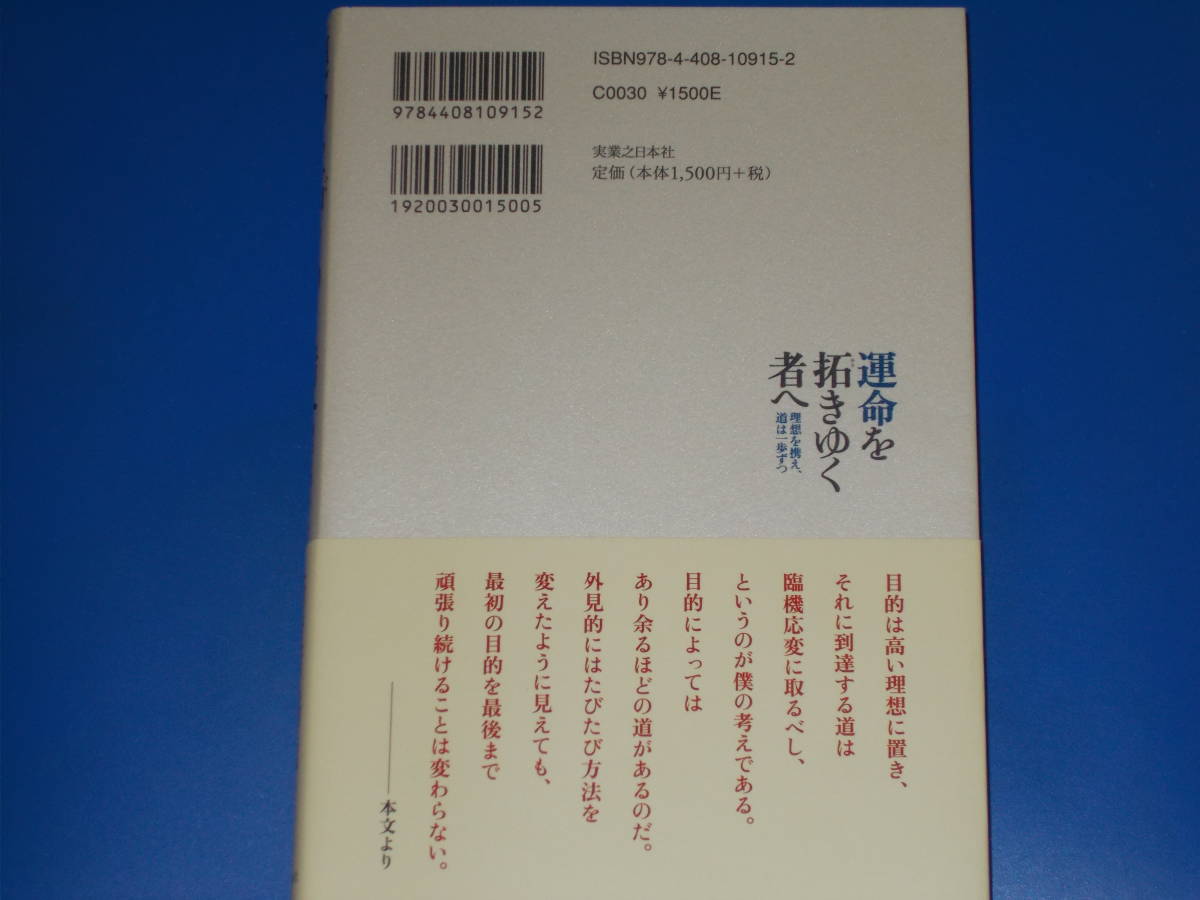 ISBN978-4-408-10915-2
C0030 ¥1500E
9784408109152
実業之日本社
定価（本体1,500円＋税）
1920030015005
運命を
拓きゆく
者へ
理想を携え、
道は一歩ずつ
目的は高い理想に置き、
それに到達する道は
臨機応変に取るべし、
というのが僕の考えである。
目的によっては
あり余るほどの道があるのだ。
外見的にはたびたび方法を
変えたように見えても、
最初の目的を最後まで
頑張り続けることは変わらない。
——本文より